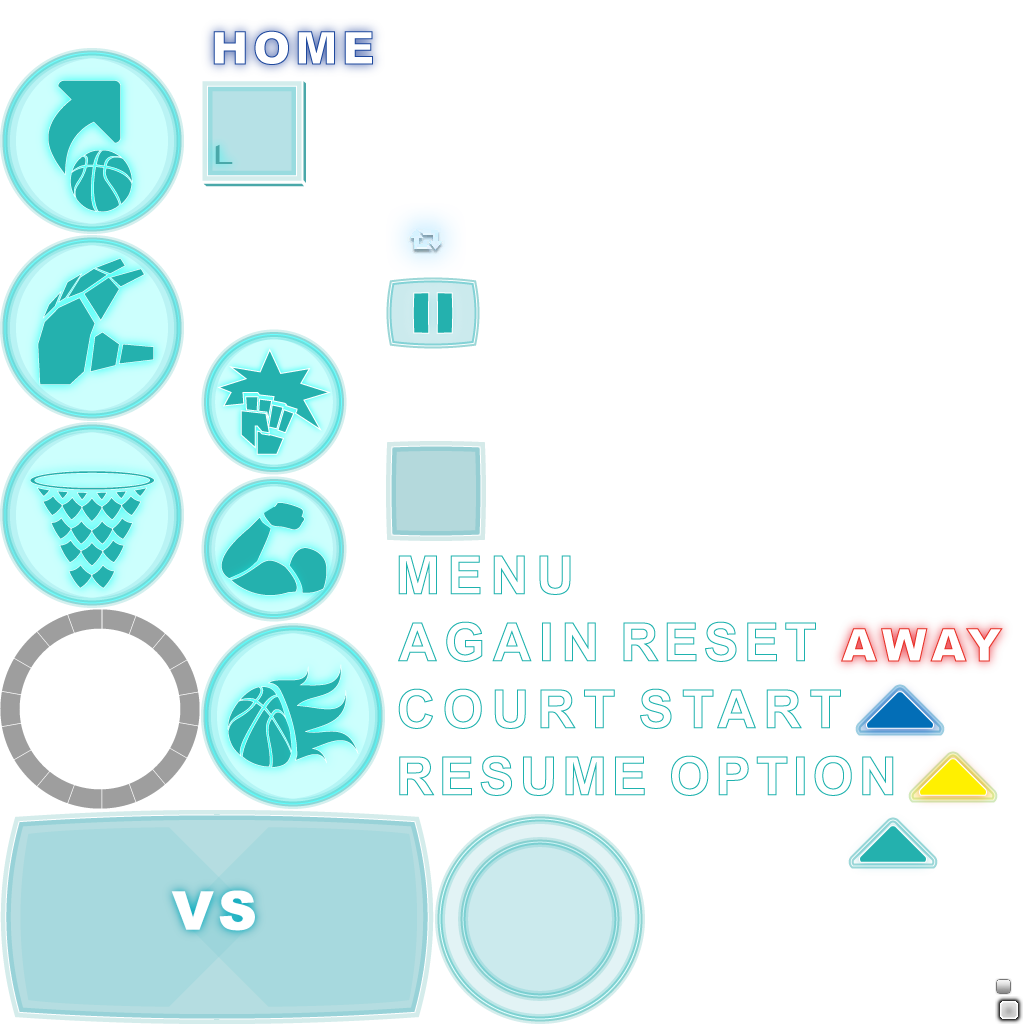 HOME
MENU
AGAIN RESET AWAY
COURT START
RESUME OPTION
VS